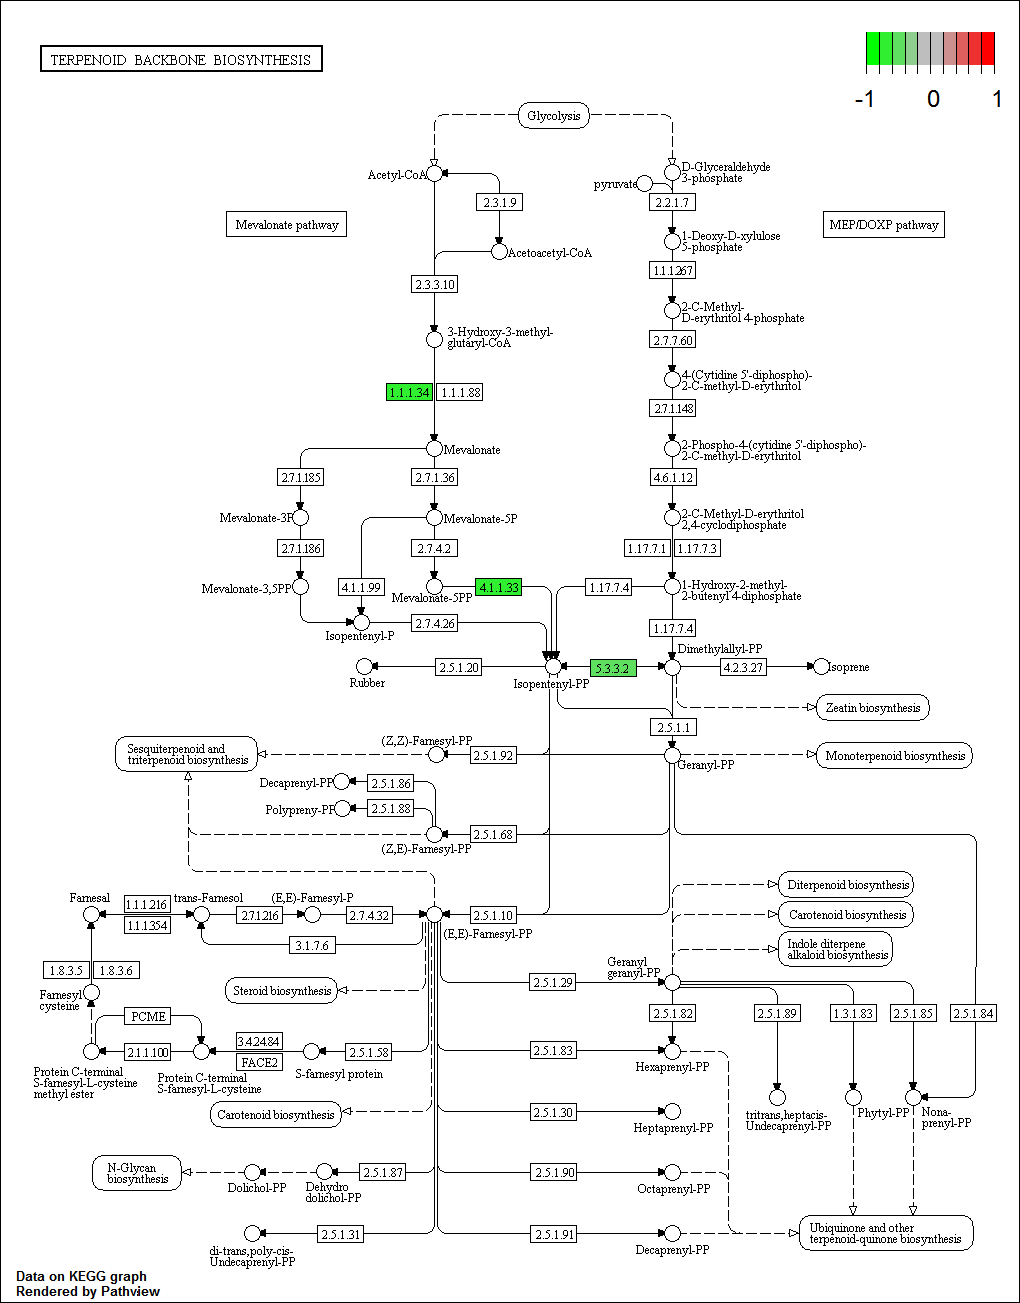 TERPENOID BACKBONE BIOSYNTHESIS
-1 0 1
Glycolysis
Acetyl-CoA
D-Glyceraldehyde
3-phosphate
pyruvate
2.3.1.9
2.2.1.7
Mevalonate pathway
MEP/DOXP pathway
1-Deoxy-D-xylulose
5-phosphate
Acetoacetyl-CoA
1.1.1.267
2.3.3.10
2-C-Methyl-
D-erythritol 4-phosphate
3-Hydroxy-3-methyl-
glutaryl-CoA
2.7.7.60
4-(Cytidine 5'-diphospho)-
2-C-methyl-D-erythritol
1.1.1.34
1.1.1.88
2.7.1.148
Mevalonate
2-Phospho-4-(cytidine 5'-diphospho)-
2-C-methyl-D-erythritol
2.7.1.185
2.7.1.36
4.6.1.12
Mevalonate-3P
Mevalonate-5P
2-C-Methyl-D-erythritol
2,4-cyclodiphosphate
2.7.1.186
2.7.4.2
1.17.7.1
1.17.7.3
Mevalonate-3,5PP
4.1.1.99
Mevalonate-5PP
4.1.1.33
1.17.7.4
1-Hydroxy-2-methyl-
2-butenyl 4-diphosphate
Isopentenyl-P
2.7.4.26
1.17.7.4
Dimethylallyl-PP
Rubber
2.5.1.20
Isopentenyl-PP
5.3.3.2
4.2.3.27
Isoprene
Zeatin biosynthesis
2.5.1.1
Sesquiterpenoid and
triterpenoid biosynthesis
(Z,Z)-Farnesyl-PP
2.5.1.92
Geranyl-PP
Monoterpenoid biosynthesis
Decaprenyl-PP
2.5.1.86
Polypreny-PP
2.5.1.88
(Z,E)-Farnesyl-PP
2.5.1.68
Diterpenoid biosynthesis
Farnesal
1.1.1.216
1.1.1.354
trans-Farnesol
2.7.1.216
(E,E)-Farnesyl-P
2.7.4.32
2.5.1.10
(E,E)-Farnesyl-PP
Carotenoid biosynthesis
3.1.7.6
Indole diterpene
alkaloid biosynthesis
1.8.3.5
1.8.3.6
Geranyl
geranyl-PP
Farnesyl
cysteine
Steroid biosynthesis
2.5.1.29
PCME
2.5.1.82
2.5.1.89
1.3.1.83
2.5.1.85
2.5.1.84
2.1.1.100
3.4.24.84
FACE2
2.5.1.58
2.5.1.83
Protein C-terminal
S-farnesyl-L-cysteine
methyl ester
Protein C-terminal
S-farnesyl-L-cysteine
S-farnesyl protein
Hexaprenyl-PP
Carotenoid biosynthesis
2.5.1.30
Heptaprenyl-PP
tritrans,heptacis-
Undecaprenyl-PP
Phytyl-PP
Nona-
prenyl-PP
N-Glycan
biosynthesis
Dolichol-PP
Dehydro
dolichol-PP
2.5.1.87
2.5.1.90
Octaprenyl-PP
di-trans,poly-cis-
Undecaprenyl-PP
2.5.1.31
2.5.1.91
Decaprenyl-PP
Ubiquinone and other
terpenoid-quinone biosynthesis
Data on KEGG graph
Rendered by Pathview